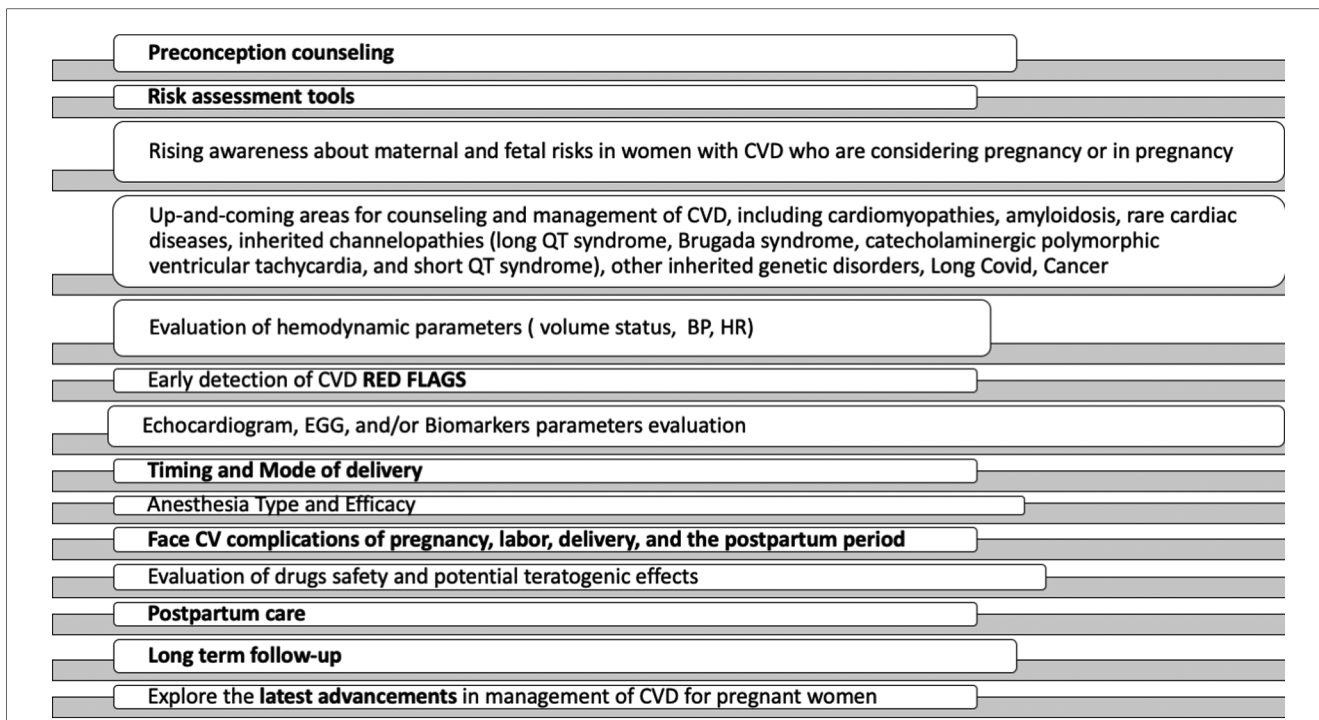 Preconception counseling
Risk assessment tools
Rising awareness about maternal and fetal risks in women with CVD who are considering pregnancy or in pregnancy
Up-and-coming areas for counseling and management of CVD, including cardiomyopathies, amyloidosis, rare cardiac
diseases, inherited channelopathies (long QT syndrome, Brugada syndrome, catecholaminergic polymorphic
ventricular tachycardia, and short QT syndrome), other inherited genetic disorders, Long Covid, Cancer
Evaluation of hemodynamic parameters ( volume status, BP, HR)
Early detection of CVD RED FLAGS
Echocardiogram, EGG, and/or Biomarkers parameters evaluation
Timing and Mode of delivery
Anesthesia Type and Efficacy
Face CV complications of pregnancy, labor, delivery, and the postpartum period
Evaluation of drugs safety and potential teratogenic effects
Postpartum care
Long term follow-up
Explore the latest advancements in management of CVD for pregnant women